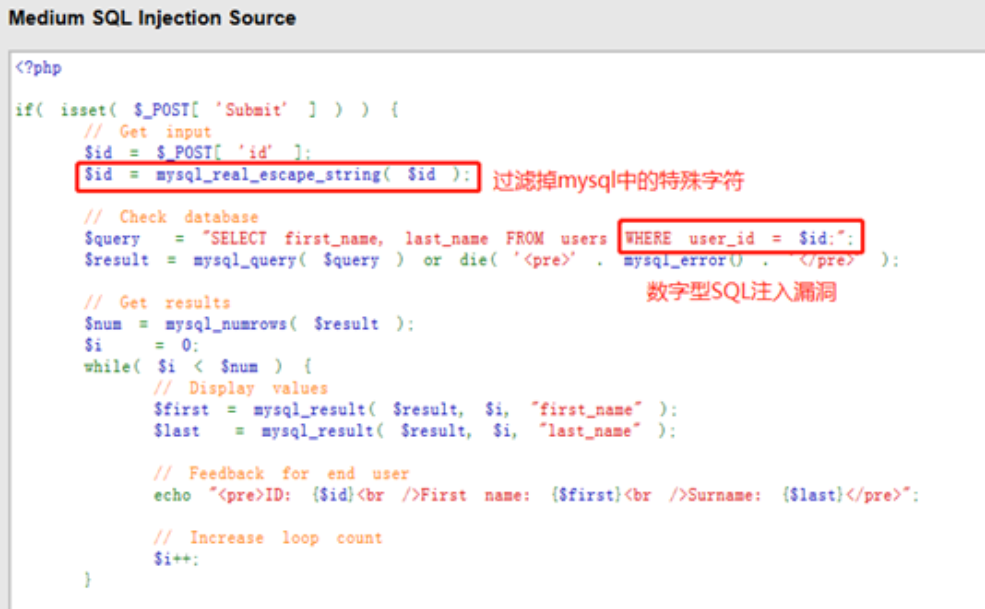 Medium SQL Injection Source
<?php
if( isset( $_POST[ 'Submit' ] ) ) {
// Get input
$id = $_POST[ 'id' ];
$id = mysql_real_escape_string( $id ); 过滤掉mysql中的特殊字符
// Check database
$query = "SELECT first_name, last_name FROM users WHERE user_id = $id;";
$result = mysql_query( $query ) or die( '<pre>' . mysql_error() . '</pre>' );
数字型SQL注入漏洞
// Get results
$num = mysql_numrows( $result );
$i = 0;
while( $i < $num ) {
// Display values
$first = mysql_result( $result, $i, "first_name" );
$last = mysql_result( $result, $i, "last_name" );
// Feedback for end user
echo "<pre>ID: {$id}<br />First name: {$first}<br />Surname: {$last}</pre>";
// Increase loop count
$i++;
}